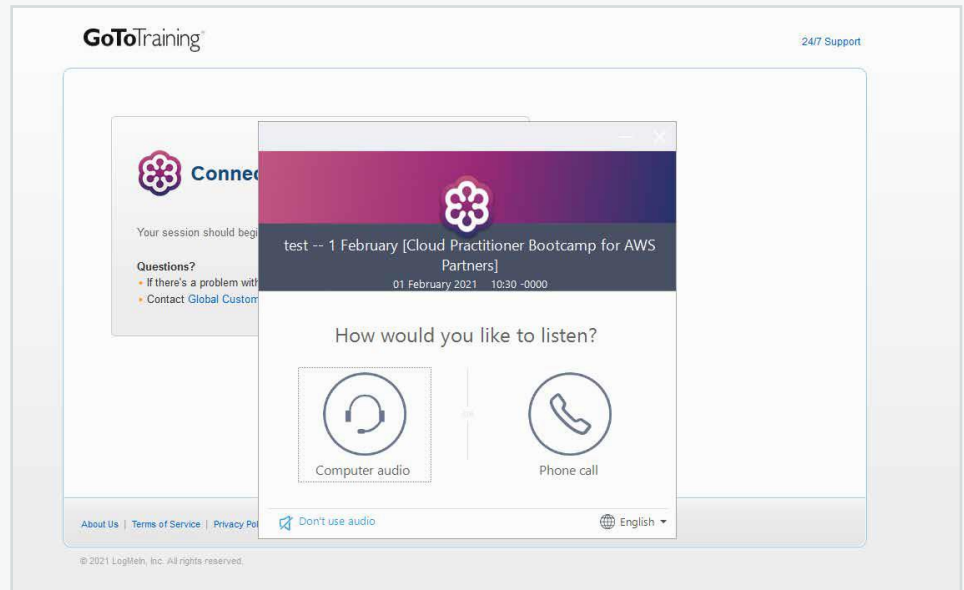 GoToTraining
24/7 Support
Connec
Your session should begi
Questions?
• If there's a problem with
• Contact Global Custom
test -- 1 February [Cloud Practitioner Bootcamp for AWS
Partners]
01 February 2021 10:30 -0000
How would you like to listen?
Computer audio
Phone call
Don't use audio
English
About Us | Terms of Service | Privacy Pol
© 2021 LogMeIn, Inc. All rights reserved.